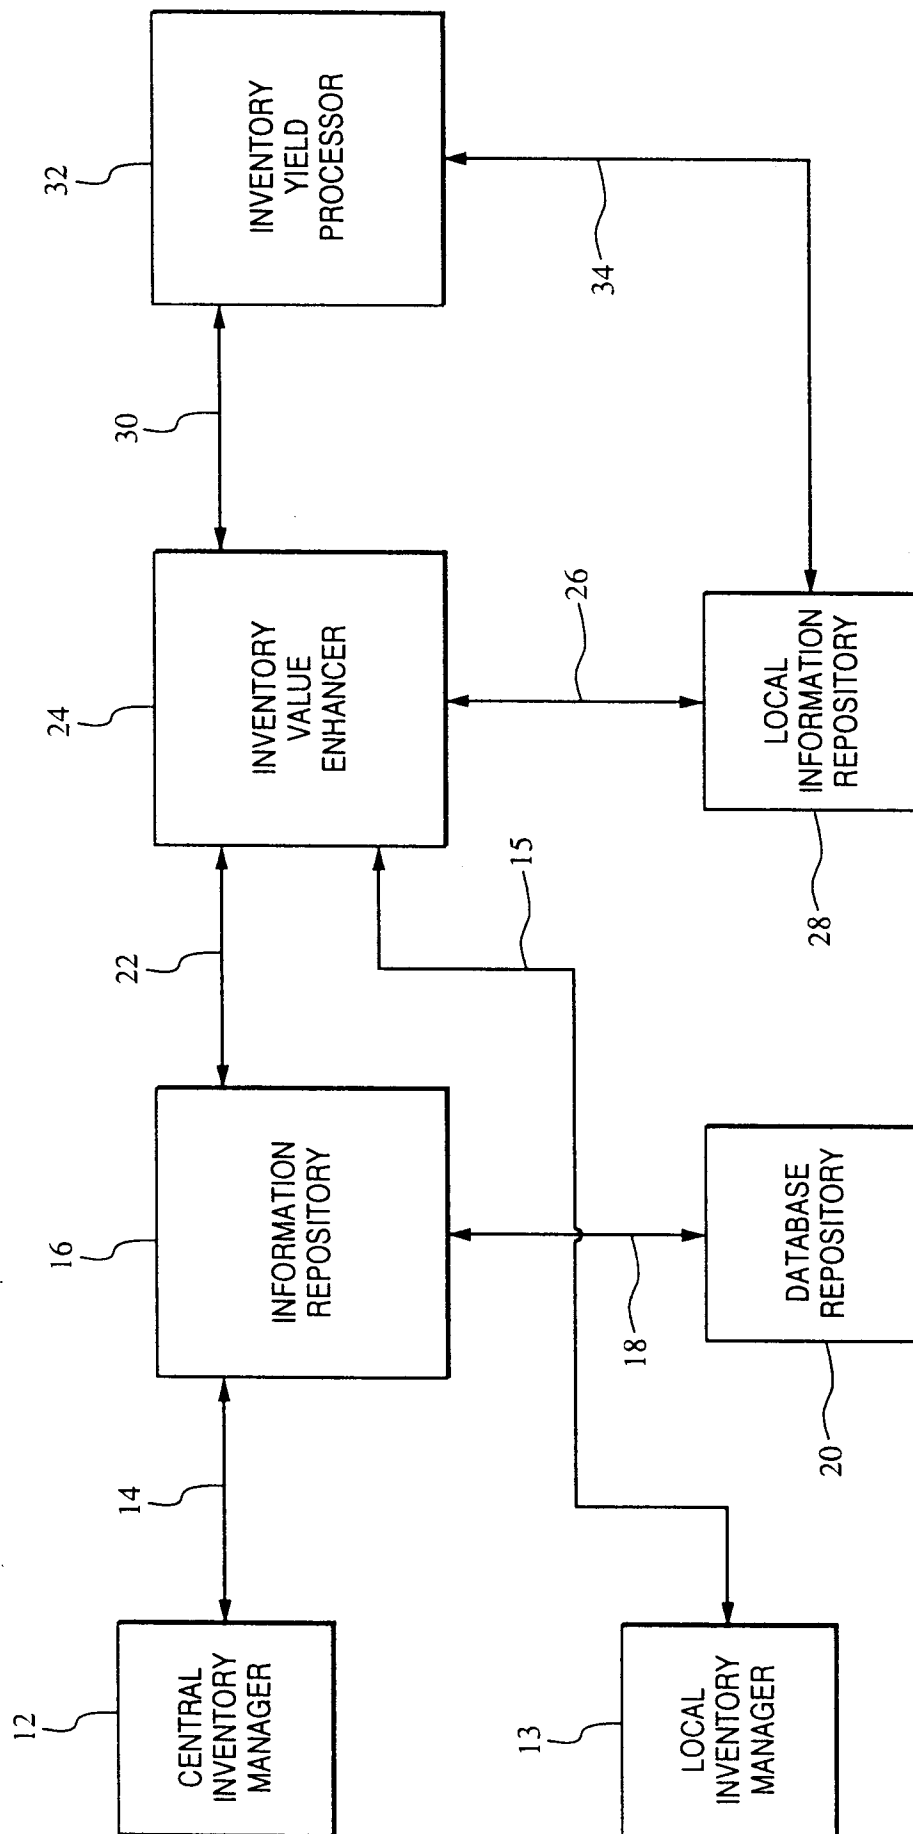 12
CENTRAL
INVENTORY
MANAGER
14
16
INFORMATION
REPOSITORY
22
24
INVENTORY
VALUE
ENHANCER
30
32
INVENTORY
YIELD
PROCESSOR
13
LOCAL
INVENTORY
MANAGER
15
18
20
DATABASE
REPOSITORY
26
28
LOCAL
INFORMATION
REPOSITORY
34